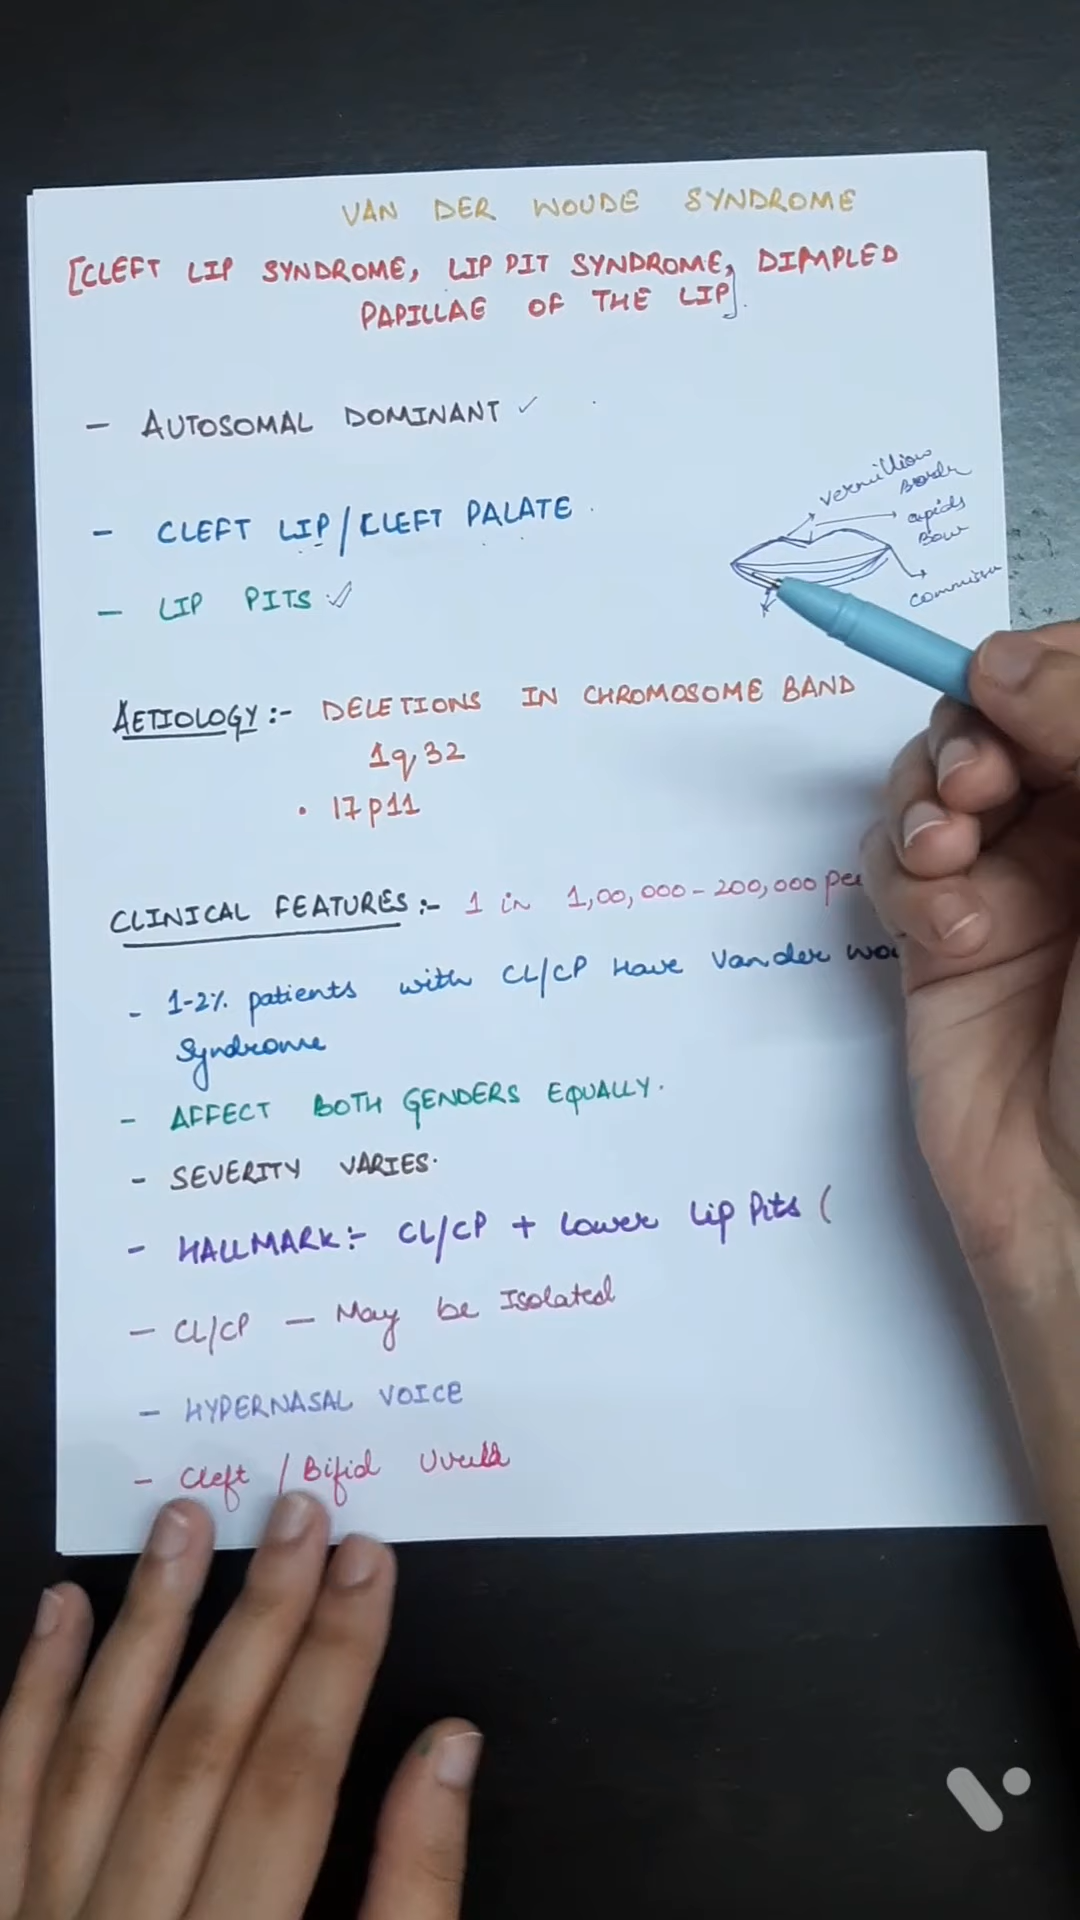 VAN DER WOUDE SYNDROME
[CLEFT LIP SYNDROME, LIP PIT SYNDROME, DIMPLED
PAPILLAE OF THE LIP].
- AUTOSOMAL DOMINANT ✓
- CLEFT LIP/CLEFT PALATE
- LIP PITS ✓
vermillion
Border
cupids
Bow
AETIOLOGY:- DELETIONS IN CHROMOSOME BAND
1q32
• 17p11
CLINICAL FEATURES:- 1 in 1,00,000-200,000
- 1-2% patients with CL/CP Have Vander
Syndrome
- AFFECT BOTH GENDERS EQUALLY.
- SEVERITY VARIES.
- HALLMARK:- CL/CP + Lower Lip Pits (
- CL/CP - May be Isolated
- HYPERNASAL VOICE
- Cleft / Bifid Uvula